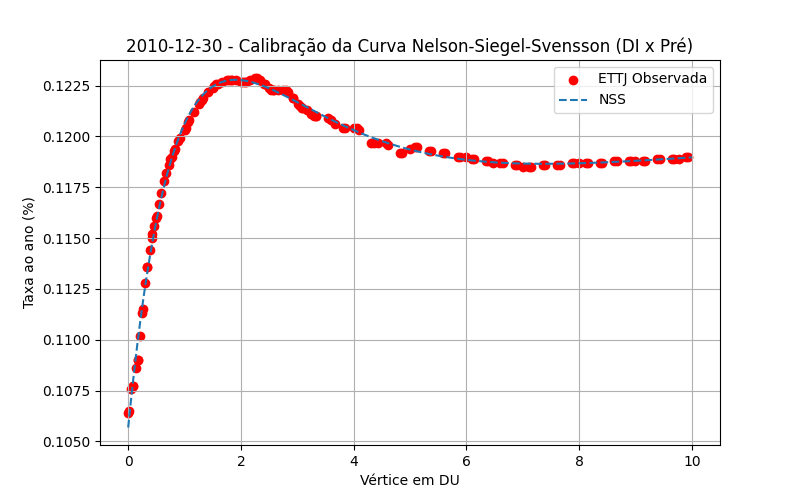 2010-12-30 - Calibração da Curva Nelson-Siegel-Svensson (DI x Pré)
ETTJ Observada
NSS
Taxa ao ano (%)
0.1225
0.1200
0.1175
0.1150
0.1125
0.1100
0.1075
0.1050
0 2 4 6 8 10
Vértice em DU